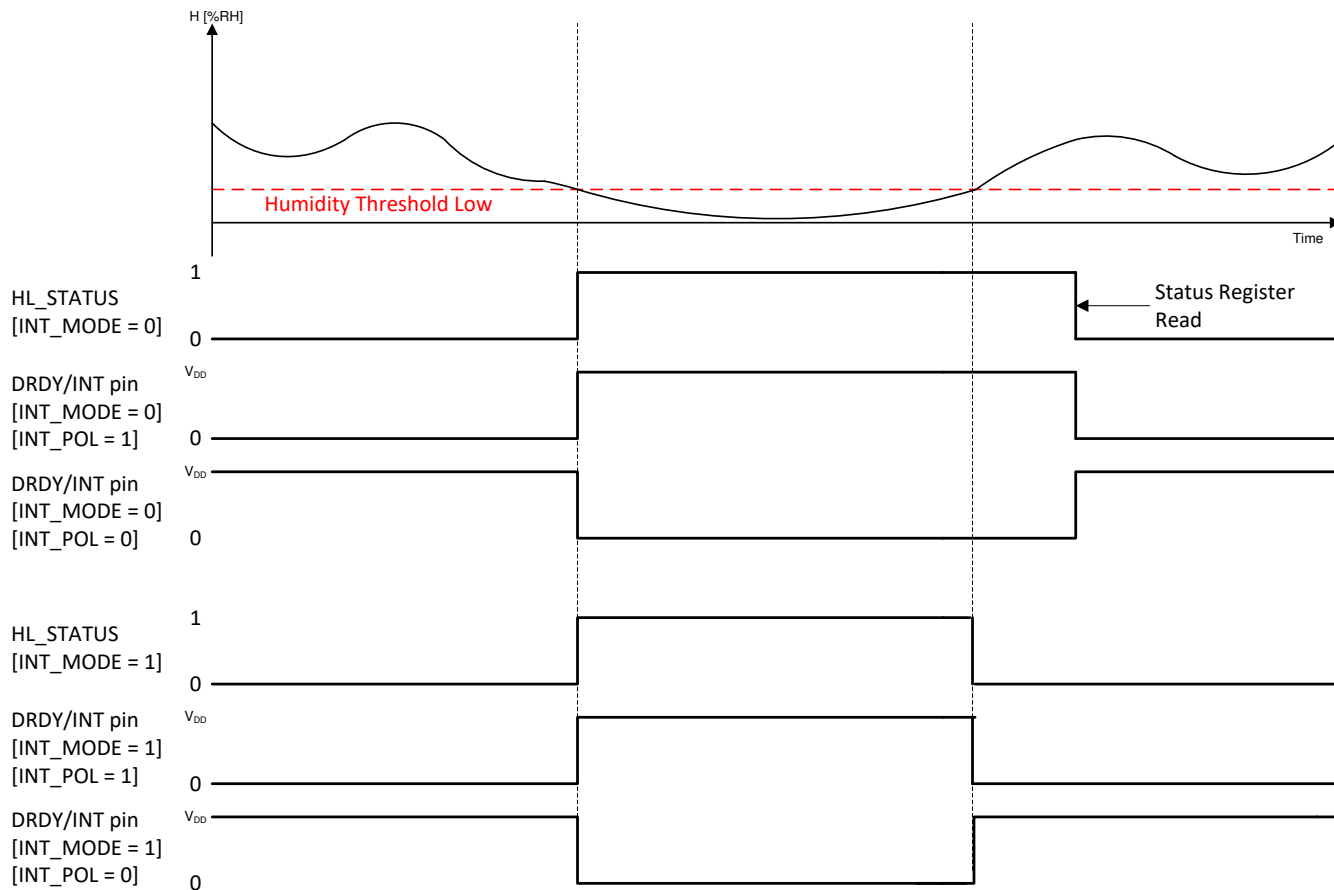 H [%RH]
Humidity Threshold Low
Time
1
HL_STATUS
[INT_MODE = 0]
0
Status Register
Read
VDD
DRDY/INT pin
[INT_MODE = 0]
[INT_POL = 1]
0
VDD
DRDY/INT pin
[INT_MODE = 0]
[INT_POL = 0]
0
1
HL_STATUS
[INT_MODE = 1]
0
VDD
DRDY/INT pin
[INT_MODE = 1]
[INT_POL = 1]
0
VDD
DRDY/INT pin
[INT_MODE = 1]
[INT_POL = 0]
0